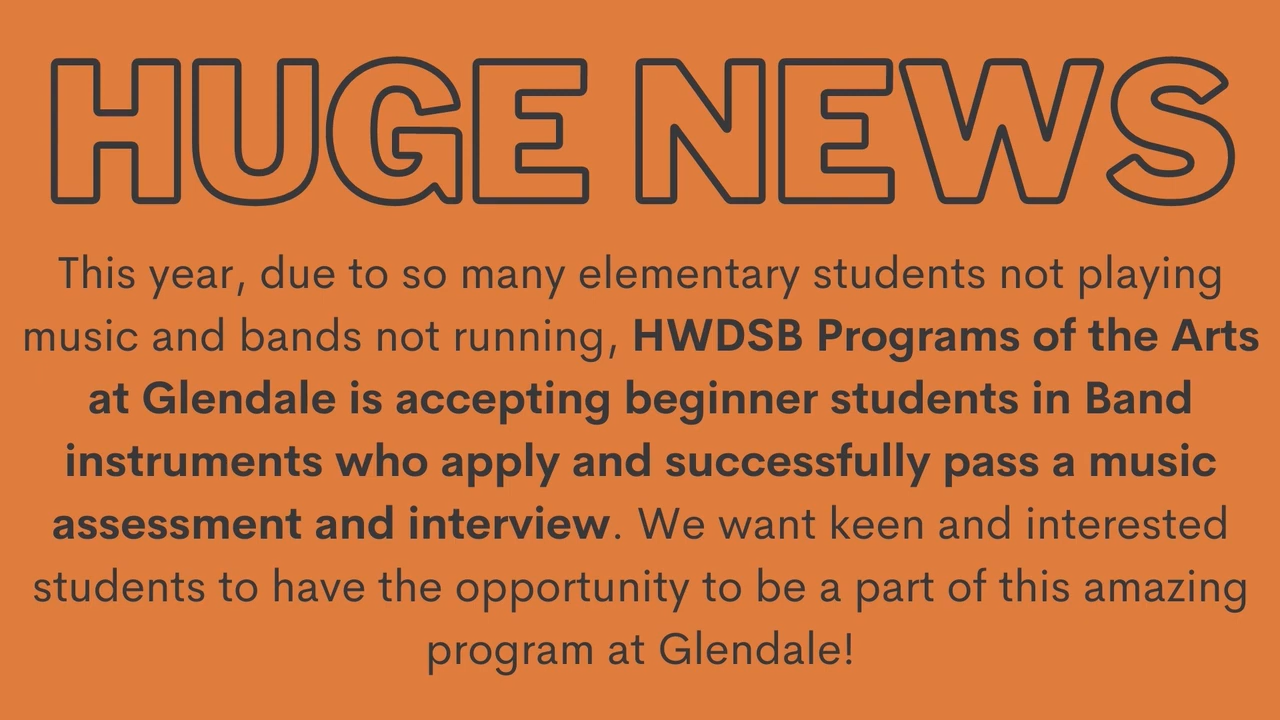 HUGE NEWS
This year, due to so many elementary students not playing
music and bands not running, HWDSB Programs of the Arts
at Glendale is accepting beginner students in Band
instruments who apply and successfully pass a music
assessment and interview. We want keen and interested
students to have the opportunity to be a part of this amazing
program at Glendale!